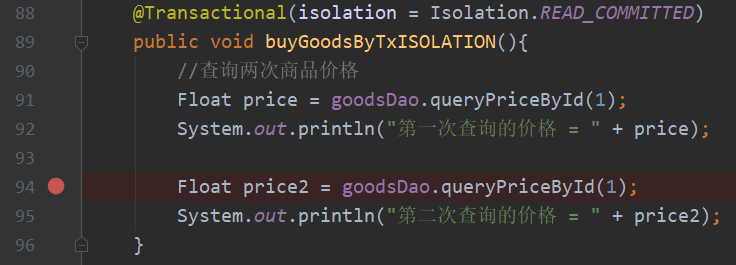 88 @Transactional(isolation = Isolation.READ_COMMITTED)
89 public void buyGoodsByTxISOLATION(){
90 //查询两次商品价格
91 Float price = goodsDao.queryPriceById(1);
92 System.out.println("第一次查询的价格 = " + price);
93
94 Float price2 = goodsDao.queryPriceById(1);
95 System.out.println("第二次查询的价格 = " + price2);
96 }